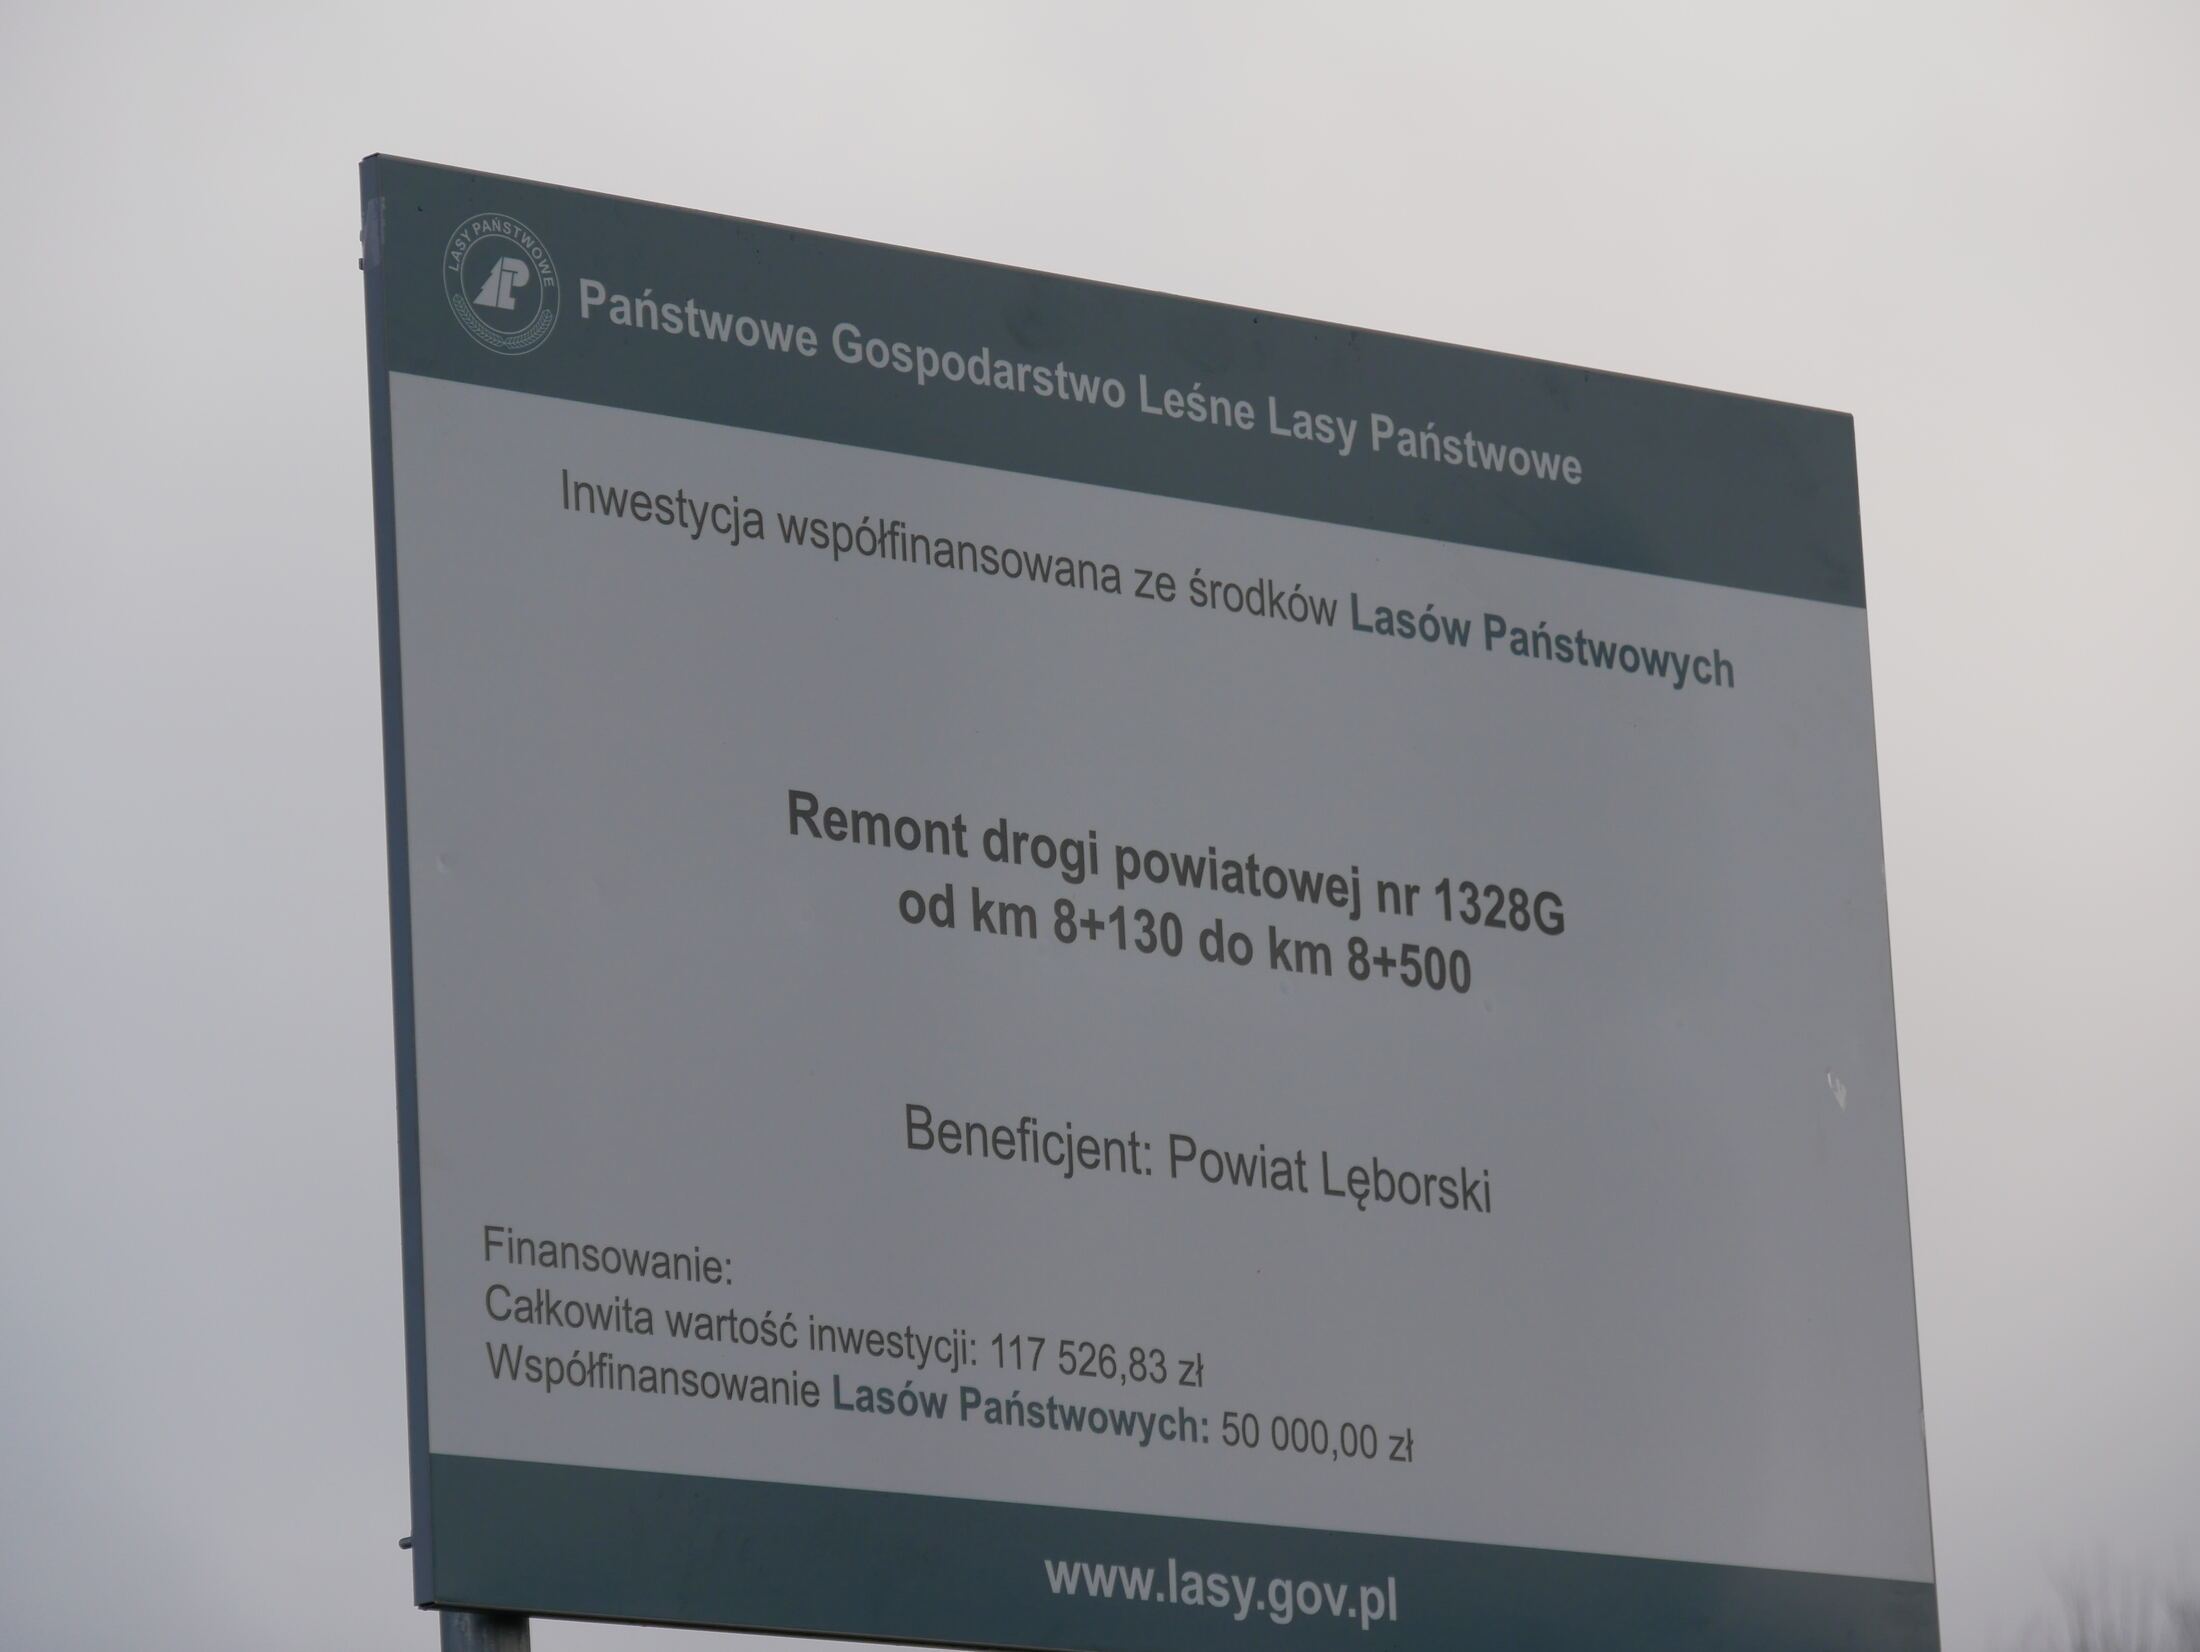 LASY PAŃSTWOWE
LP
Państwowe Gospodarstwo Leśne Lasy Państwowe
Inwestycja współfinansowana ze środków Lasów Państwowych
Remont drogi powiatowej nr 1328G
od km 8+130 do km 8+500
Beneficjent: Powiat Lęborski
Finansowanie:
Całkowita wartość inwestycji: 117 526,83 zł
Współfinansowanie Lasów Państwowych: 50 000,00 zł
www.lasy.gov.pl